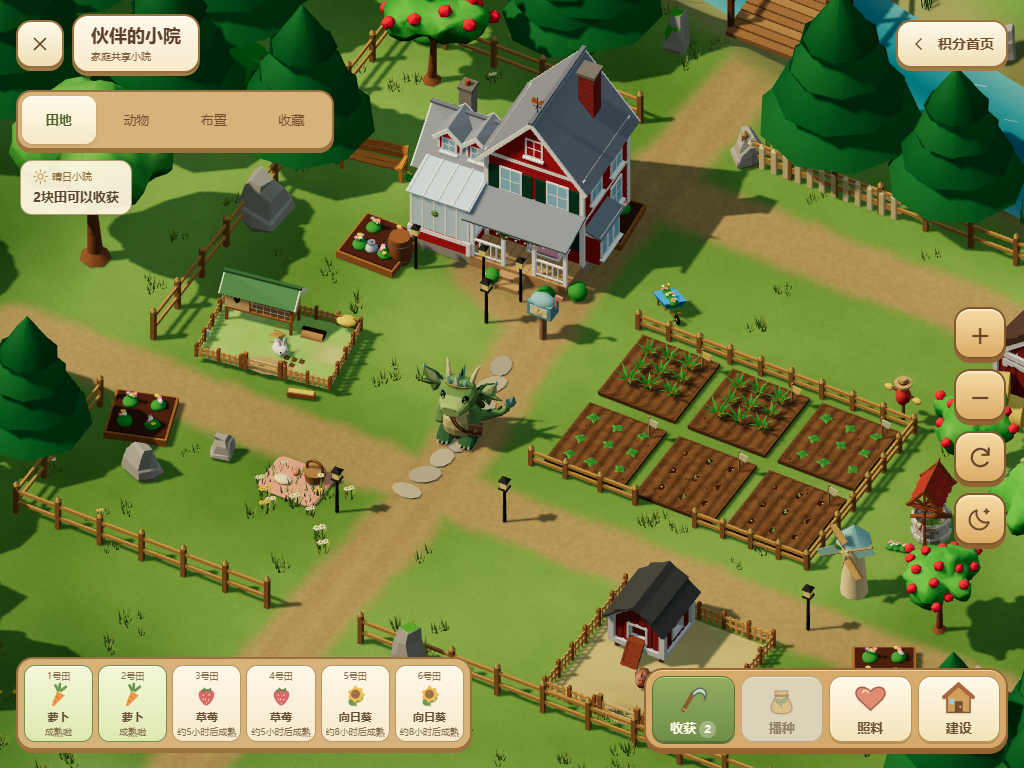 伙伴的小院
家庭共享小院
积分首页
田地
动物
布置
收藏
晴日小院
2块田可以收获
1号田
萝卜
成熟啦
2号田
萝卜
成熟啦
3号田
草莓
约5小时后成熟
4号田
草莓
约5小时后成熟
5号田
向日葵
约8小时后成熟
6号田
向日葵
约8小时后成熟
收获 2
播种
照料
建设